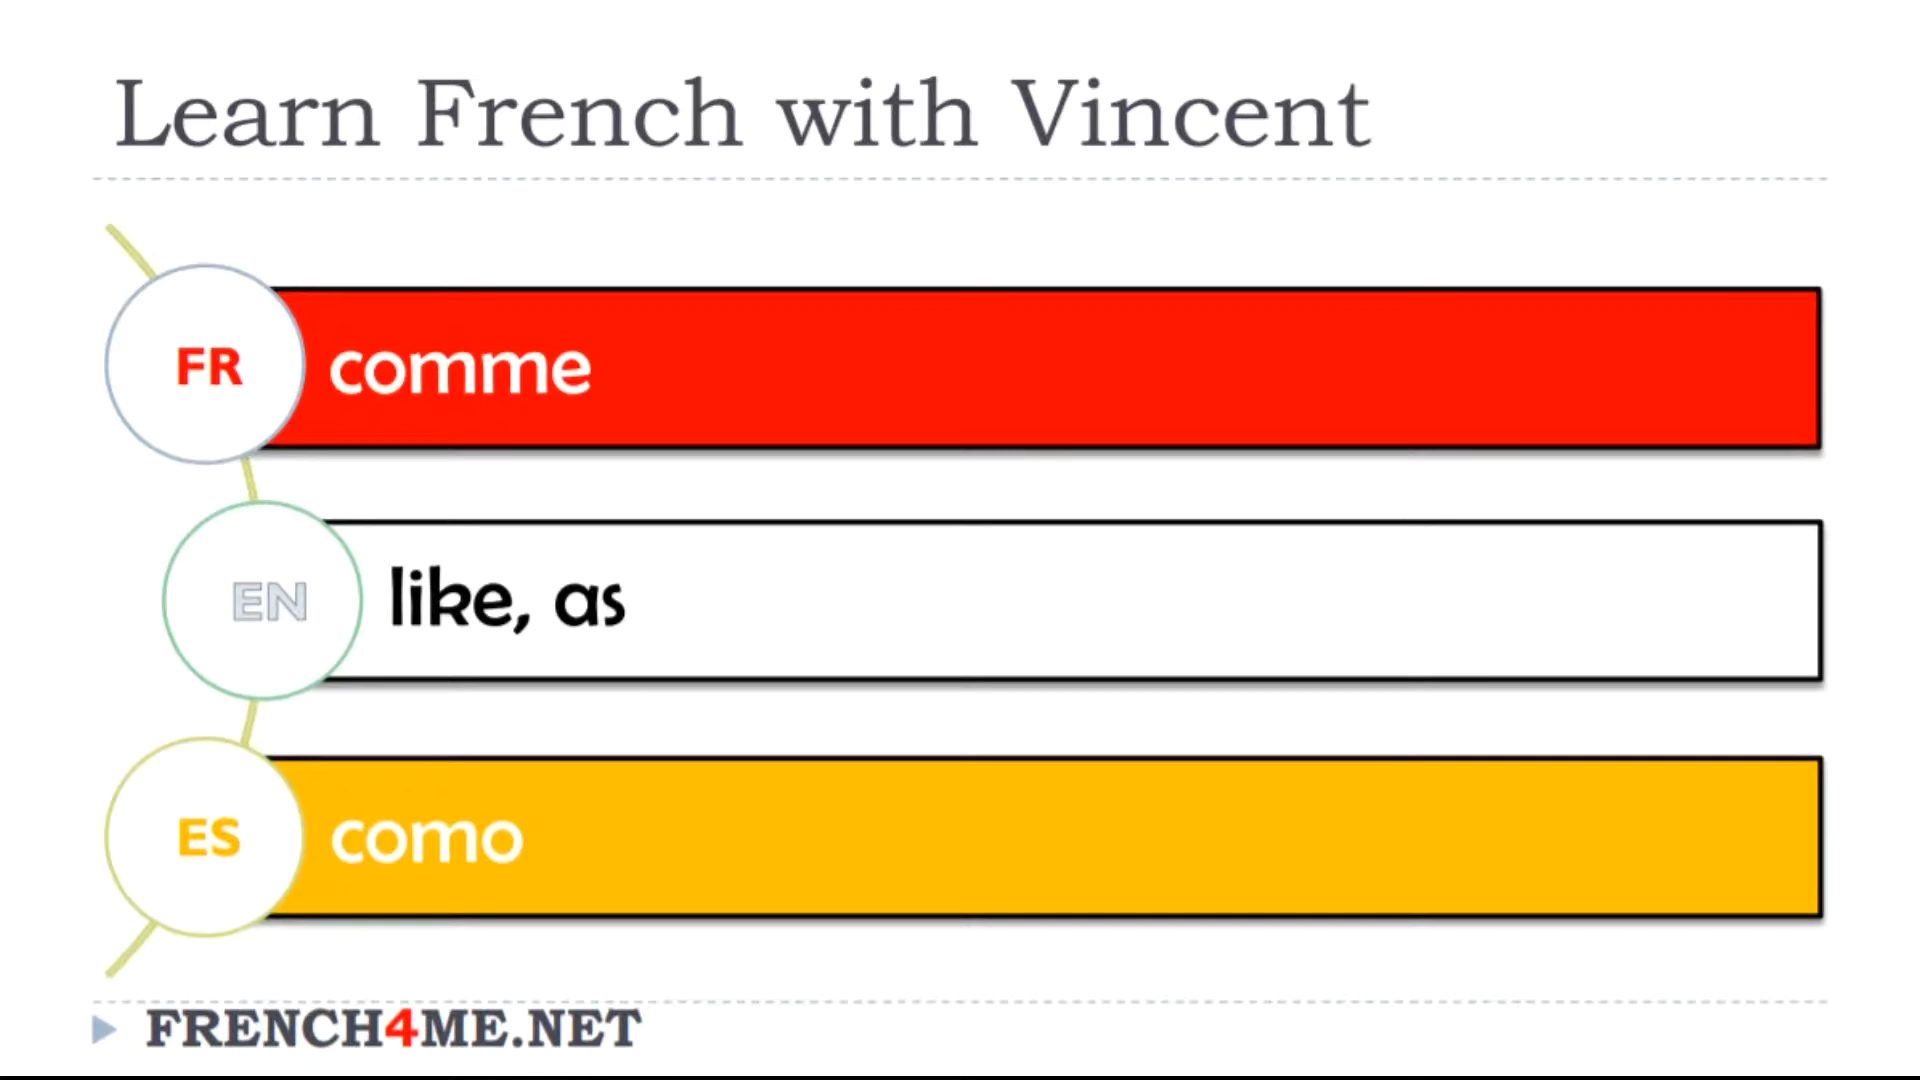 Learn French with Vincent
FR comme
EN like, as
ES como
FRENCH4ME.NET